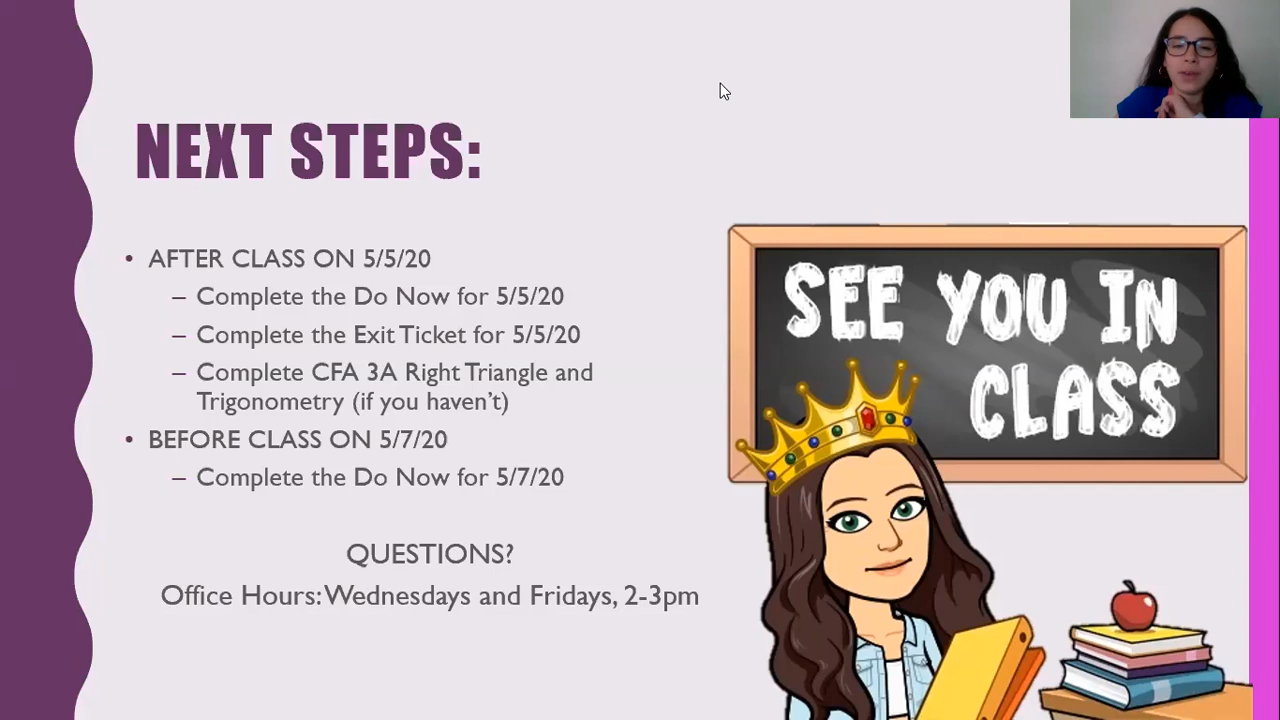 NEXT STEPS:
• AFTER CLASS ON 5/5/20
– Complete the Do Now for 5/5/20
– Complete the Exit Ticket for 5/5/20
– Complete CFA 3A Right Triangle and
Trigonometry (if you haven't)
• BEFORE CLASS ON 5/7/20
– Complete the Do Now for 5/7/20
QUESTIONS?
Office Hours: Wednesdays and Fridays, 2-3pm
SEE YOU IN
CLASS